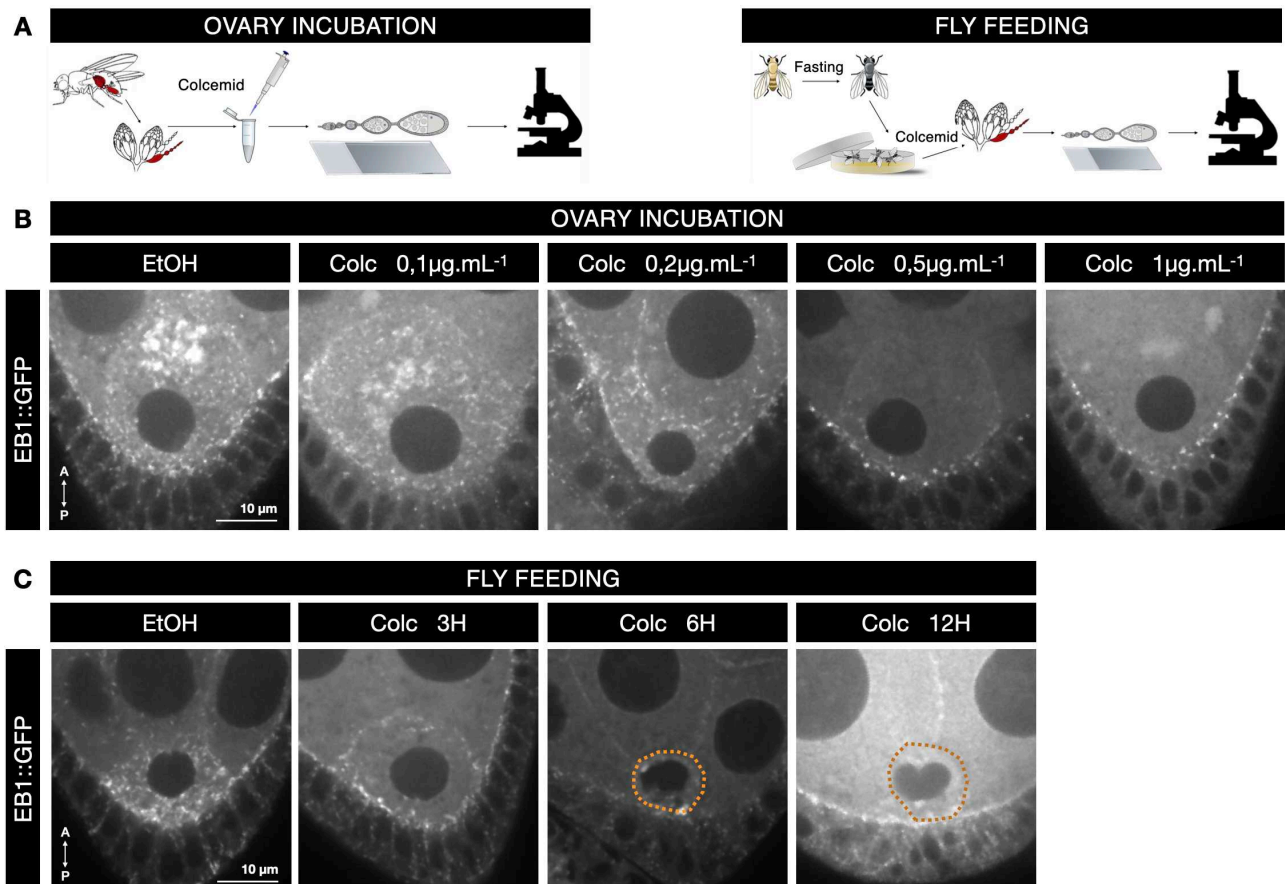 A
OVARY INCUBATION
FLY FEEDING
Colcemid
Fasting
Colcemid
B
OVARY INCUBATION
EtOH
Colc 0,1µg.mL⁻¹
Colc 0,2µg.mL⁻¹
Colc 0,5µg.mL⁻¹
Colc 1µg.mL⁻¹
EB1::GFP
A
P
10 µm
C
FLY FEEDING
EtOH
Colc 3H
Colc 6H
Colc 12H
EB1::GFP
A
P
10 µm